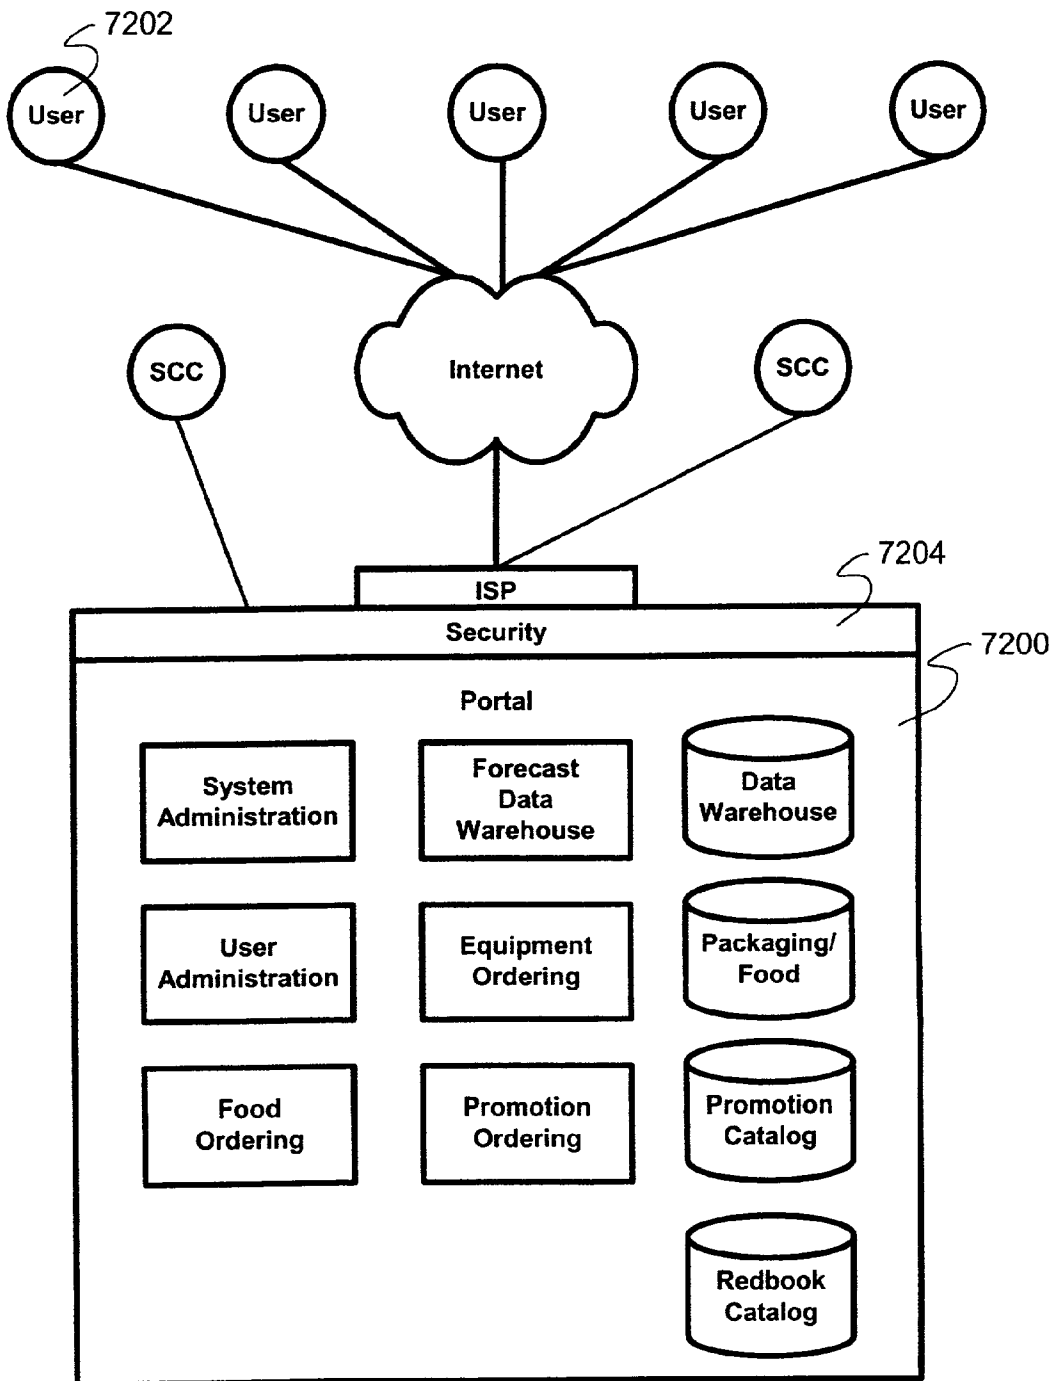 7202
User
User
User
User
User
SCC
Internet
SCC
7204
ISP
Security
7200
Portal
System
Administration
Forecast
Data
Warehouse
Data
Warehouse
User
Administration
Equipment
Ordering
Packaging/
Food
Food
Ordering
Promotion
Ordering
Promotion
Catalog
Redbook
Catalog